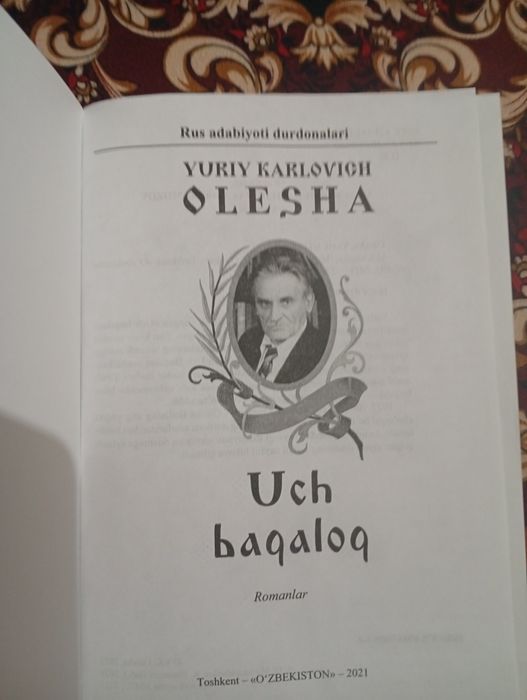 Rus adabiyoti durdonalari
YURIY KARLOVICH
OLESHA
Uch
baqaloq
Romanlar
Toshkent – «O‘ZBEKISTON» – 2021